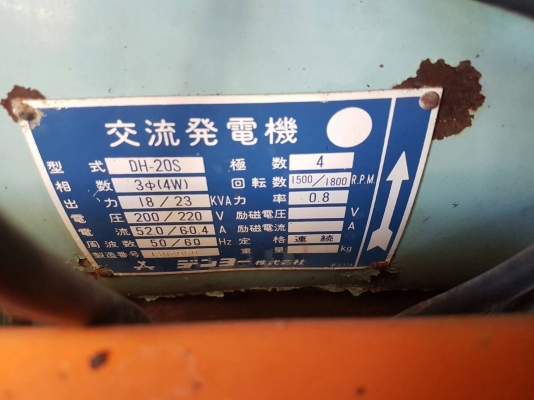 交流発電機
型式 DH-20S 極数 4
相数 3φ(4W) 回転数 1500/1800 R.P.M.
出力 18/23 KVA 力率 0.8
電圧 200/220 V 励磁電圧 V
電流 52.0/60.4 A 励磁電流 A
周波数 50/60 Hz 定格 連続
製造番号 重量 kg
デンヨー株式会社